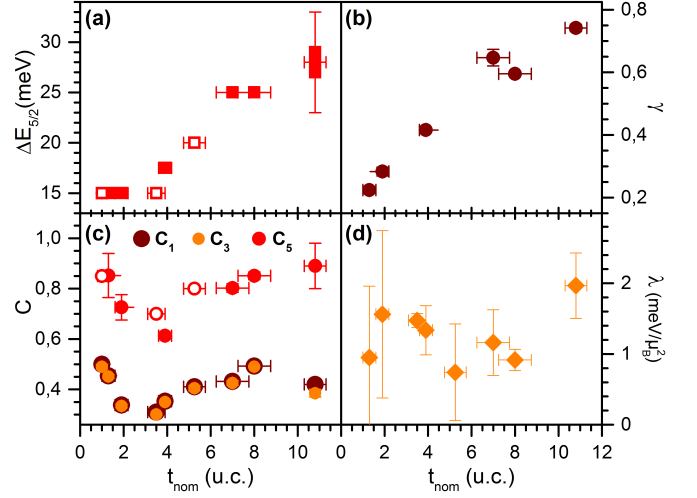 (a)
(b)
35
30
25
20
15
ΔE5/2(meV)
0,8
0,6
0,4
0,2
γ
(c)
C1
C3
C5
(d)
1,0
0,8
0,6
0,4
C
2
1
0
λ (meV/μB²)
0 2 4 6 8 10
0 2 4 6 8 10 12
tnom (u.c.)
tnom (u.c.)